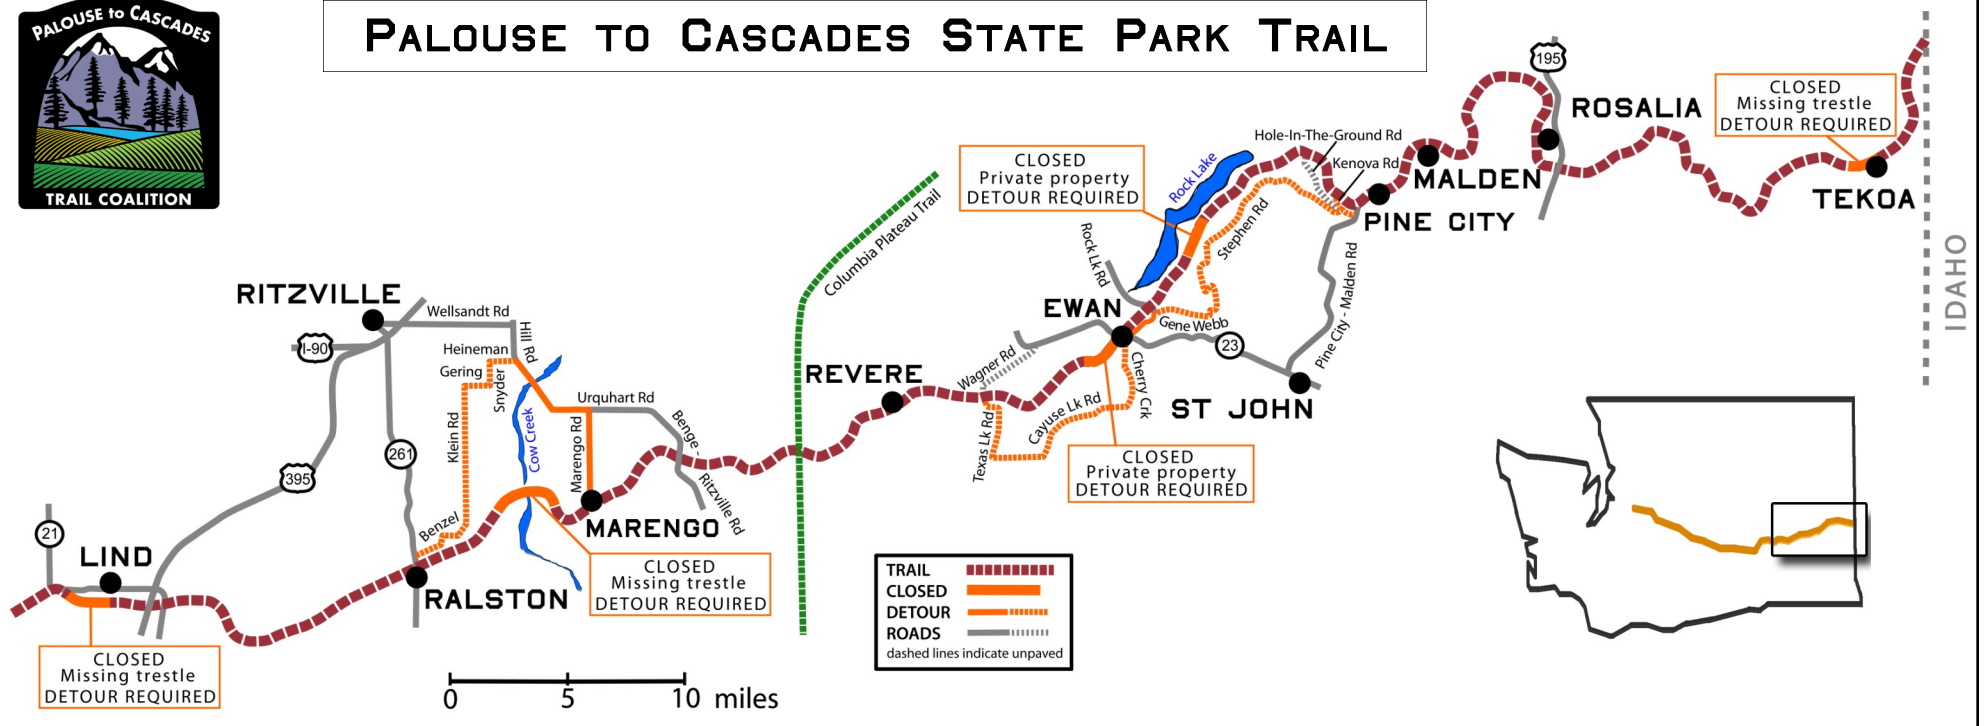 PALOUSE to CASCADES
TRAIL COALITION
PALOUSE TO CASCADES STATE PARK TRAIL
195
ROSALIA
CLOSED
Missing trestle
DETOUR REQUIRED
TEKOA
IDAHO
MALDEN
PINE CITY
Hole-In-The-Ground Rd
Kenova Rd
CLOSED
Private property
DETOUR REQUIRED
Rock Lake
Stephen Rd
Rock Lk Rd
Pine City - Malden Rd
EWAN
Gene Webb
23
ST JOHN
Cherry Crk
Cayuse Lk Rd
Texas Lk Rd
Wagner Rd
CLOSED
Private property
DETOUR REQUIRED
Columbia Plateau Trail
REVERE
RITZVILLE
I-90
Wellsandt Rd
Hill Rd
Heineman
Gering
Snyder
Klein Rd
Cow Creek
Urquhart Rd
Marengo Rd
Benge - Ritzville Rd
261
395
Benzel
MARENGO
CLOSED
Missing trestle
DETOUR REQUIRED
RALSTON
21
LIND
CLOSED
Missing trestle
DETOUR REQUIRED
0 5 10 miles
TRAIL
CLOSED
DETOUR
ROADS
dashed lines indicate unpaved